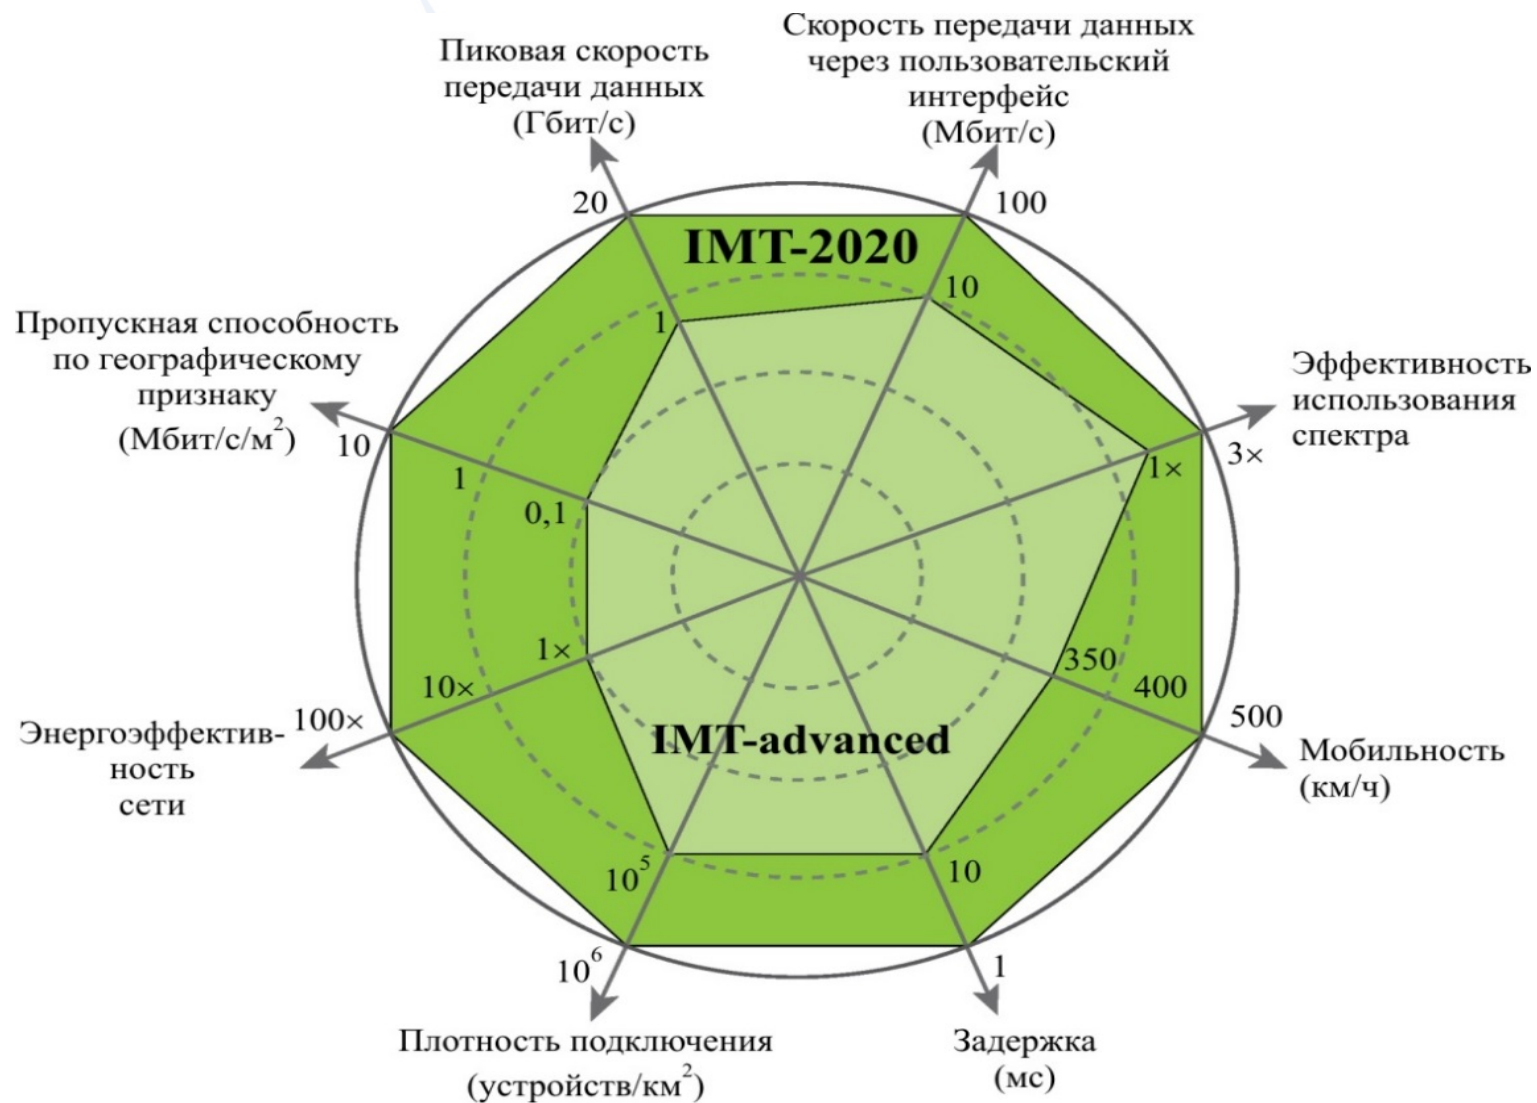 Пиковая скорость
передачи данных
(Гбит/с)
Скорость передачи данных
через пользовательский
интерфейс
(Мбит/с)
20
100
IMT-2020
10
1
Пропускная способность
по географическому
признаку
(Мбит/с/м²)
10
1
0,1
Эффективность
использования
спектра
3×
1×
1×
10×
100×
Энергоэффектив-
ность
сети
350
400
500
Мобильность
(км/ч)
IMT-advanced
10⁵
10⁶
10
1
Плотность подключения
(устройств/км²)
Задержка
(мс)